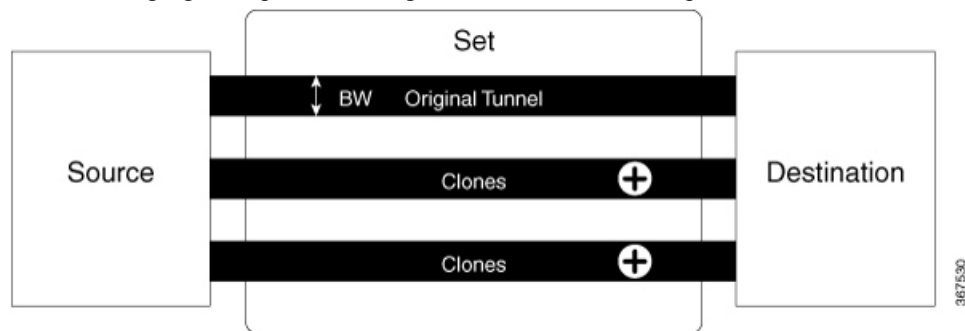 Set
BW Original Tunnel
Source
Clones
Destination
Clones
367530